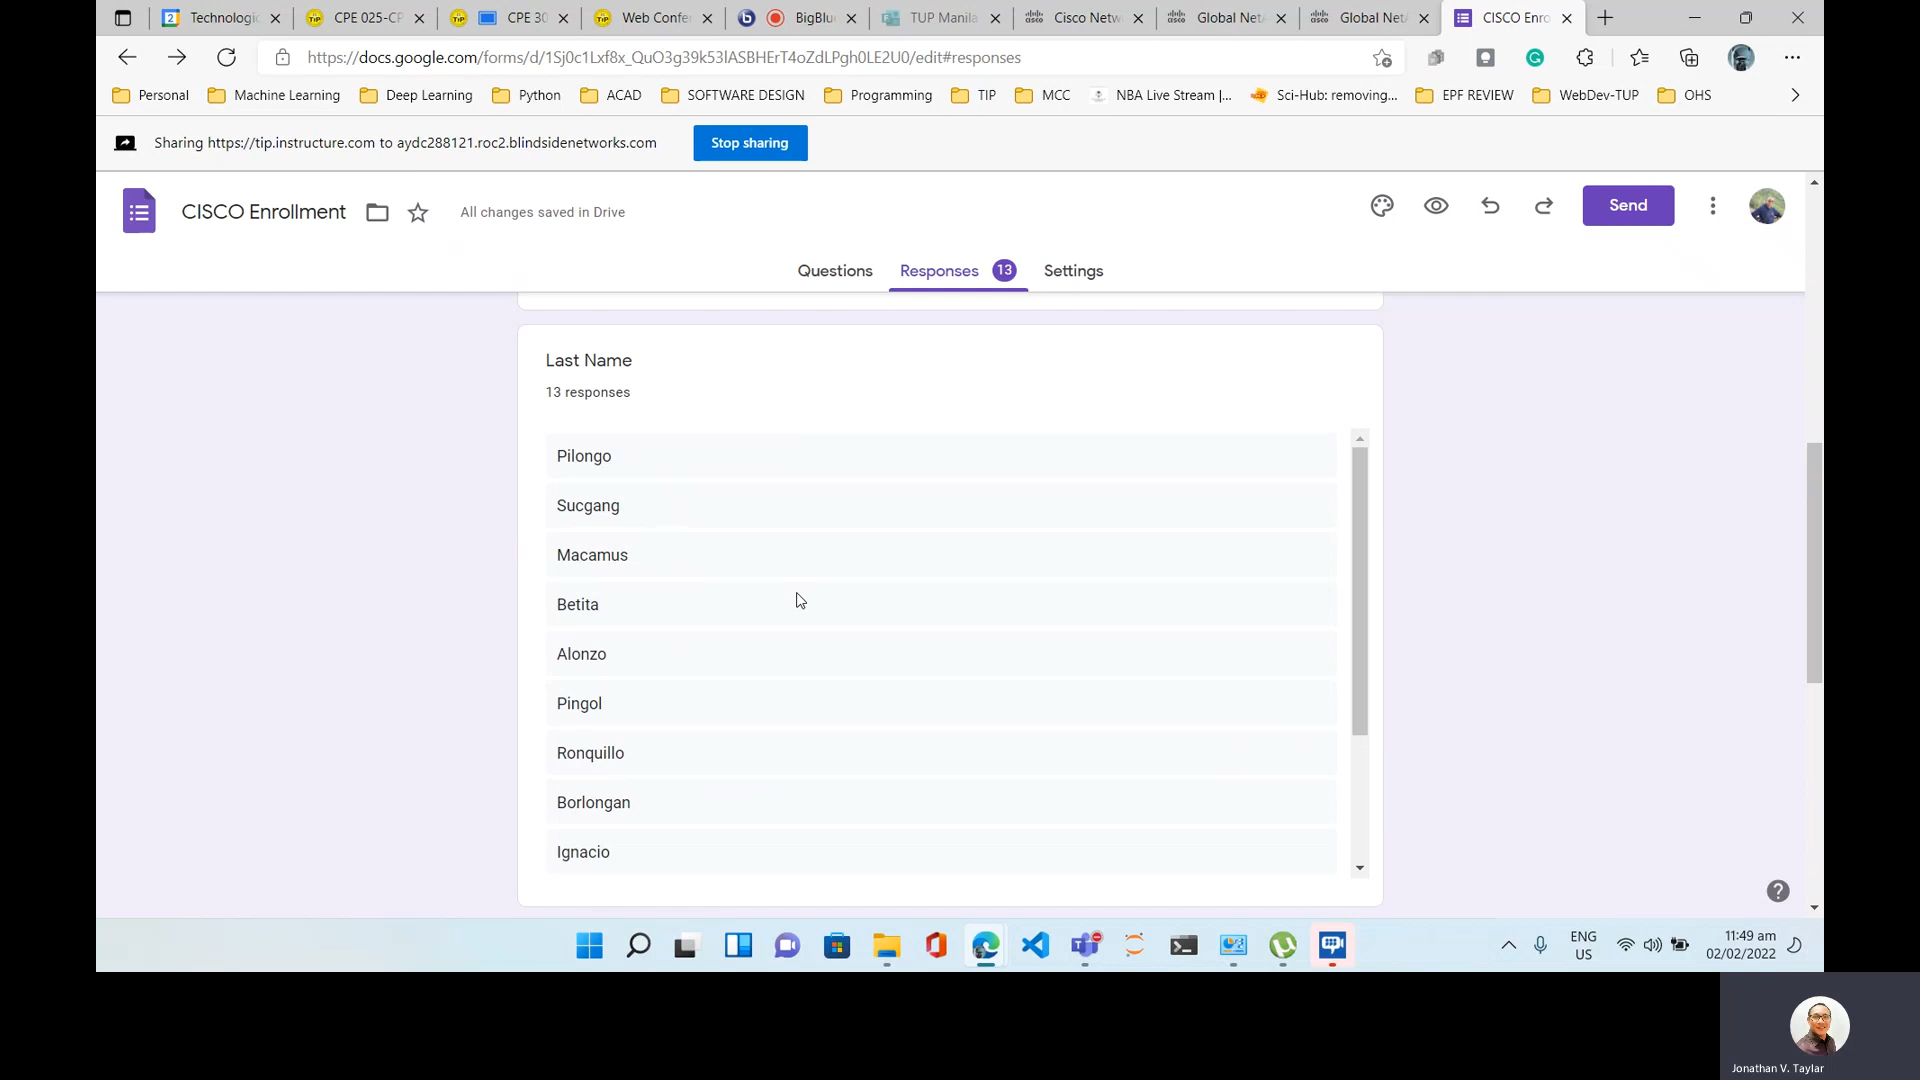 Technologic
CPE 025-CP
CPE 30
Web Confer
BigBlu
TUP Manila
Cisco Netw
Global Net
Global Net
CISCO Enro
https://docs.google.com/forms/d/1Sj0c1Lxf8x_QuO3g39k53lASBHErT4oZdLPgh0LE2U0/edit#responses
Personal
Machine Learning
Deep Learning
Python
ACAD
SOFTWARE DESIGN
Programming
TIP
MCC
NBA Live Stream |...
Sci-Hub: removing...
EPF REVIEW
WebDev-TUP
OHS
Sharing https://tip.instructure.com to aydc288121.roc2.blindsidenetworks.com
Stop sharing
CISCO Enrollment
All changes saved in Drive
Send
Questions
Responses 13
Settings
Last Name
13 responses
Pilongo
Sucgang
Macamus
Betita
Alonzo
Pingol
Ronquillo
Borlongan
Ignacio
ENG
US
11:49 am
02/02/2022
Jonathan V. Taylar